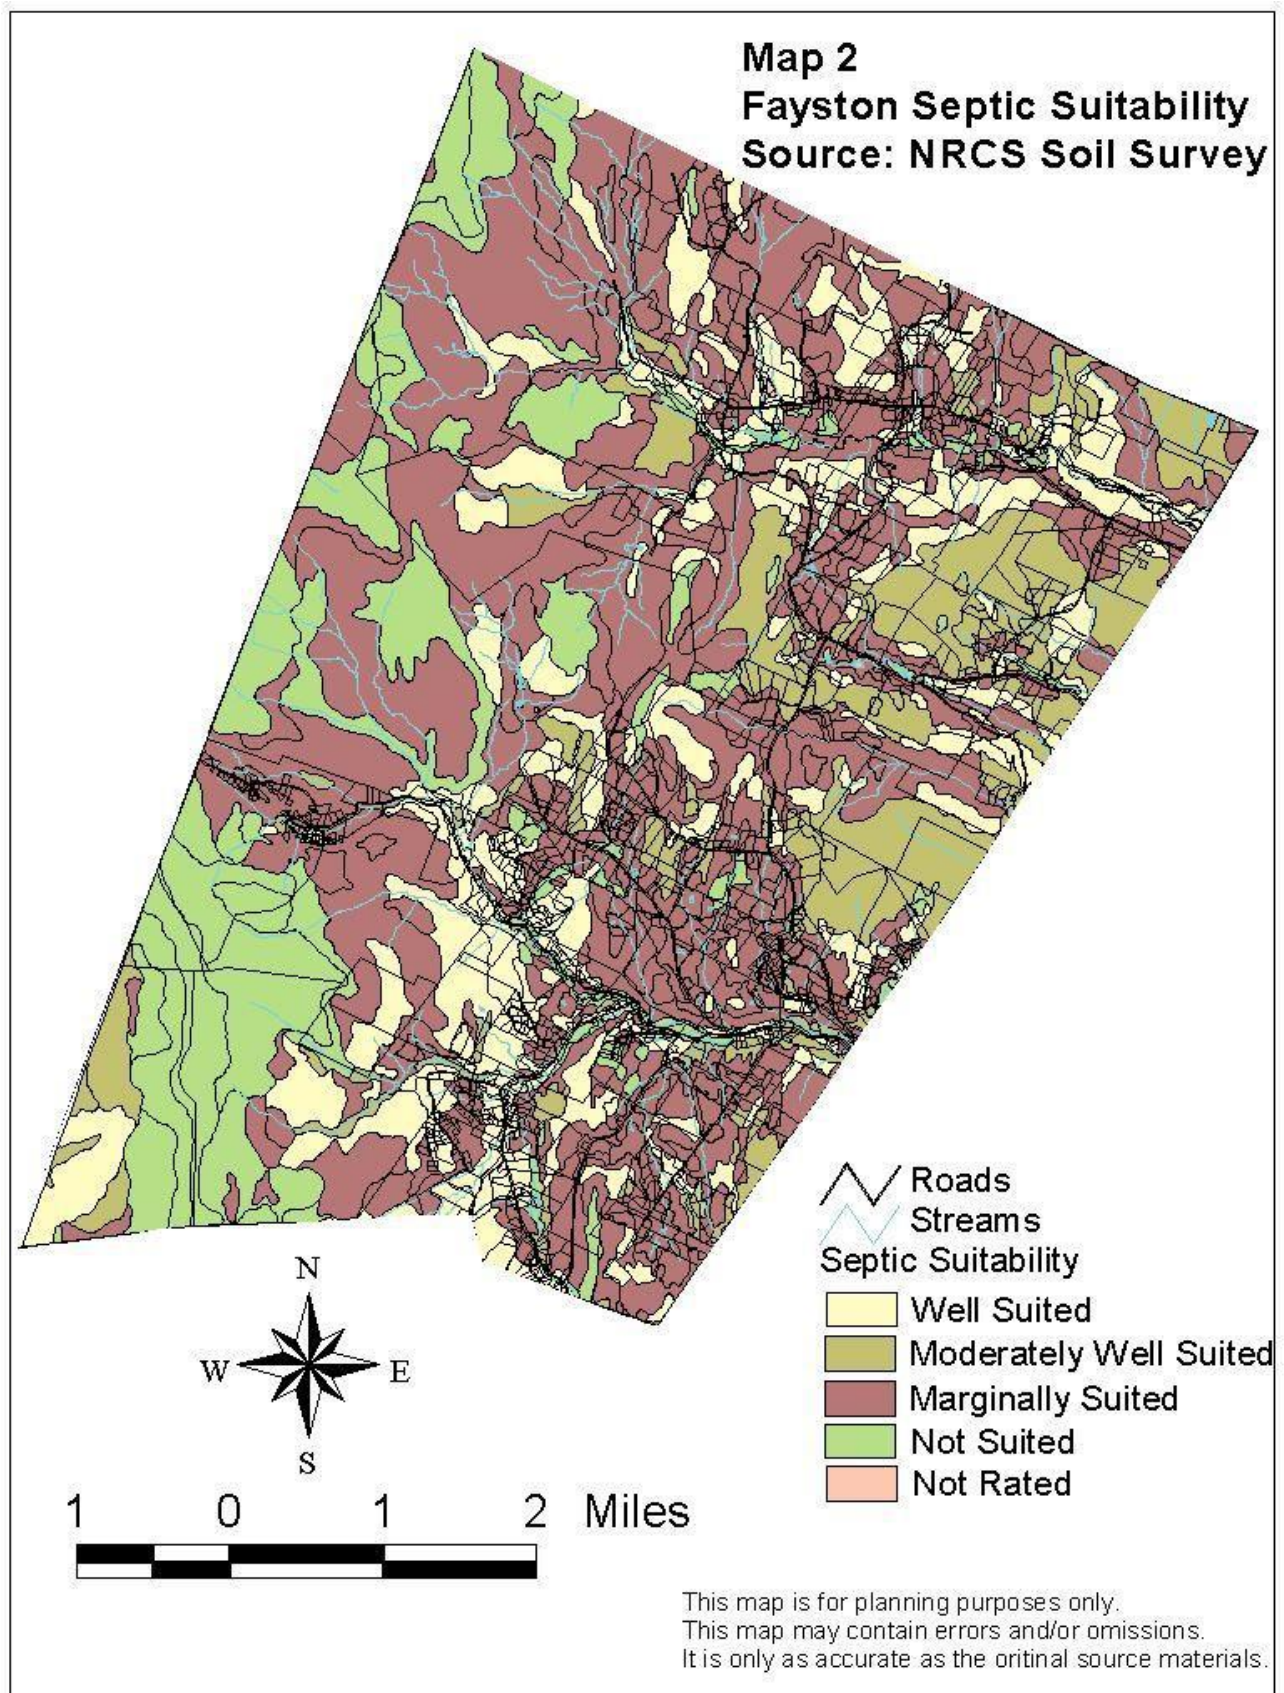 Map 2
Fayston Septic Suitability
Source: NRCS Soil Survey
Roads
Streams
Septic Suitability
Well Suited
Moderately Well Suited
Marginally Suited
Not Suited
Not Rated
N
W E
S
1 0 1 2 Miles
This map is for planning purposes only.
This map may contain errors and/or omissions.
It is only as accurate as the oritinal source materials.